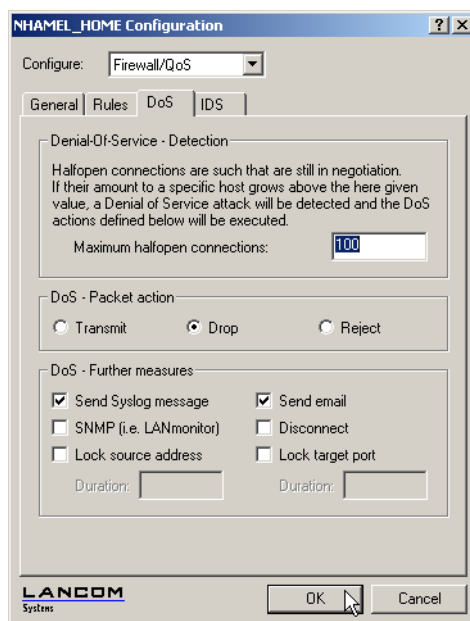 NHAMEL_HOME Configuration
Configure: Firewall/QoS
General Rules DoS IDS
Denial-Of-Service - Detection
Halfopen connections are such that are still in negotiation.
If their amount to a specific host grows above the here given
value, a Denial of Service attack will be detected and the DoS
actions defined below will be executed.
Maximum halfopen connections: 100
DoS - Packet action
Transmit Drop Reject
DoS - Further measures
Send Syslog message Send email
SNMP (i.e. LANmonitor) Disconnect
Lock source address Lock target port
Duration: Duration:
LANCOM
Systems
OK Cancel